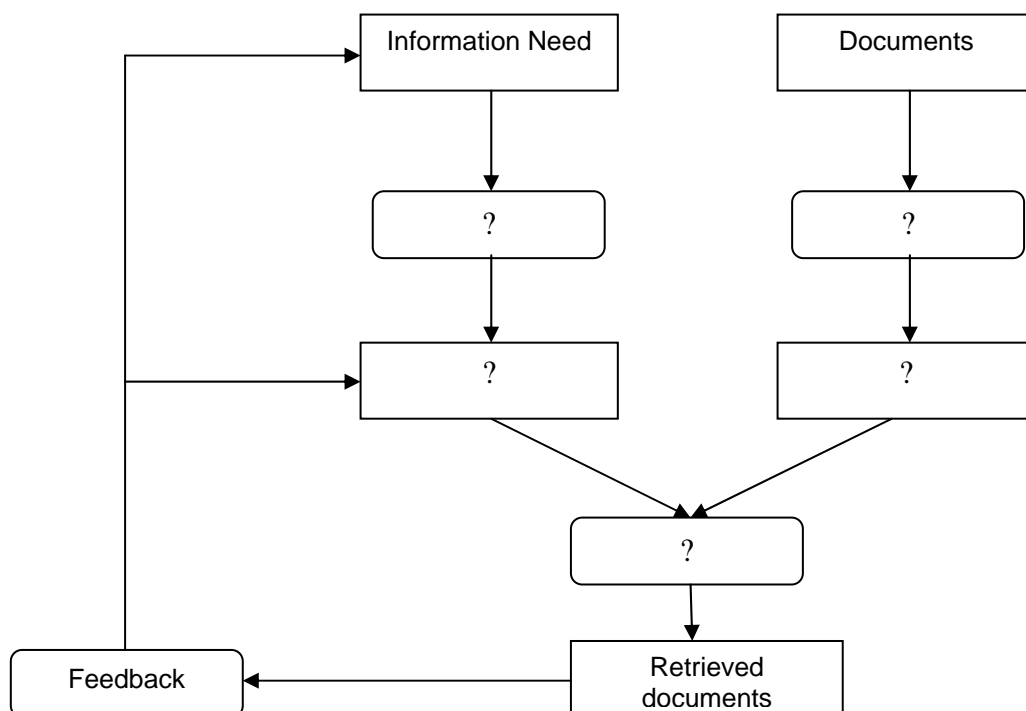 Information Need
Documents
?
?
?
?
?
Feedback
Retrieved
documents